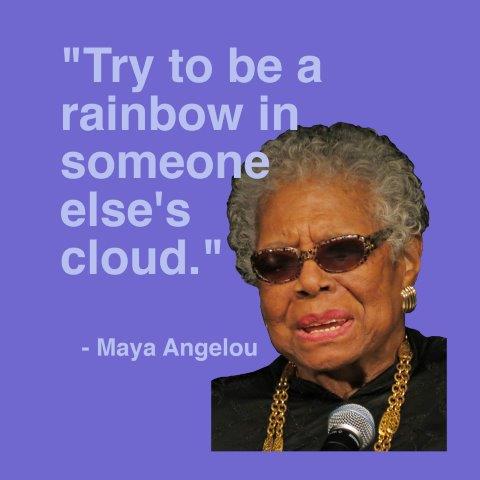 "Try to be a
rainbow in
someone
else's
cloud."
- Maya Angelou